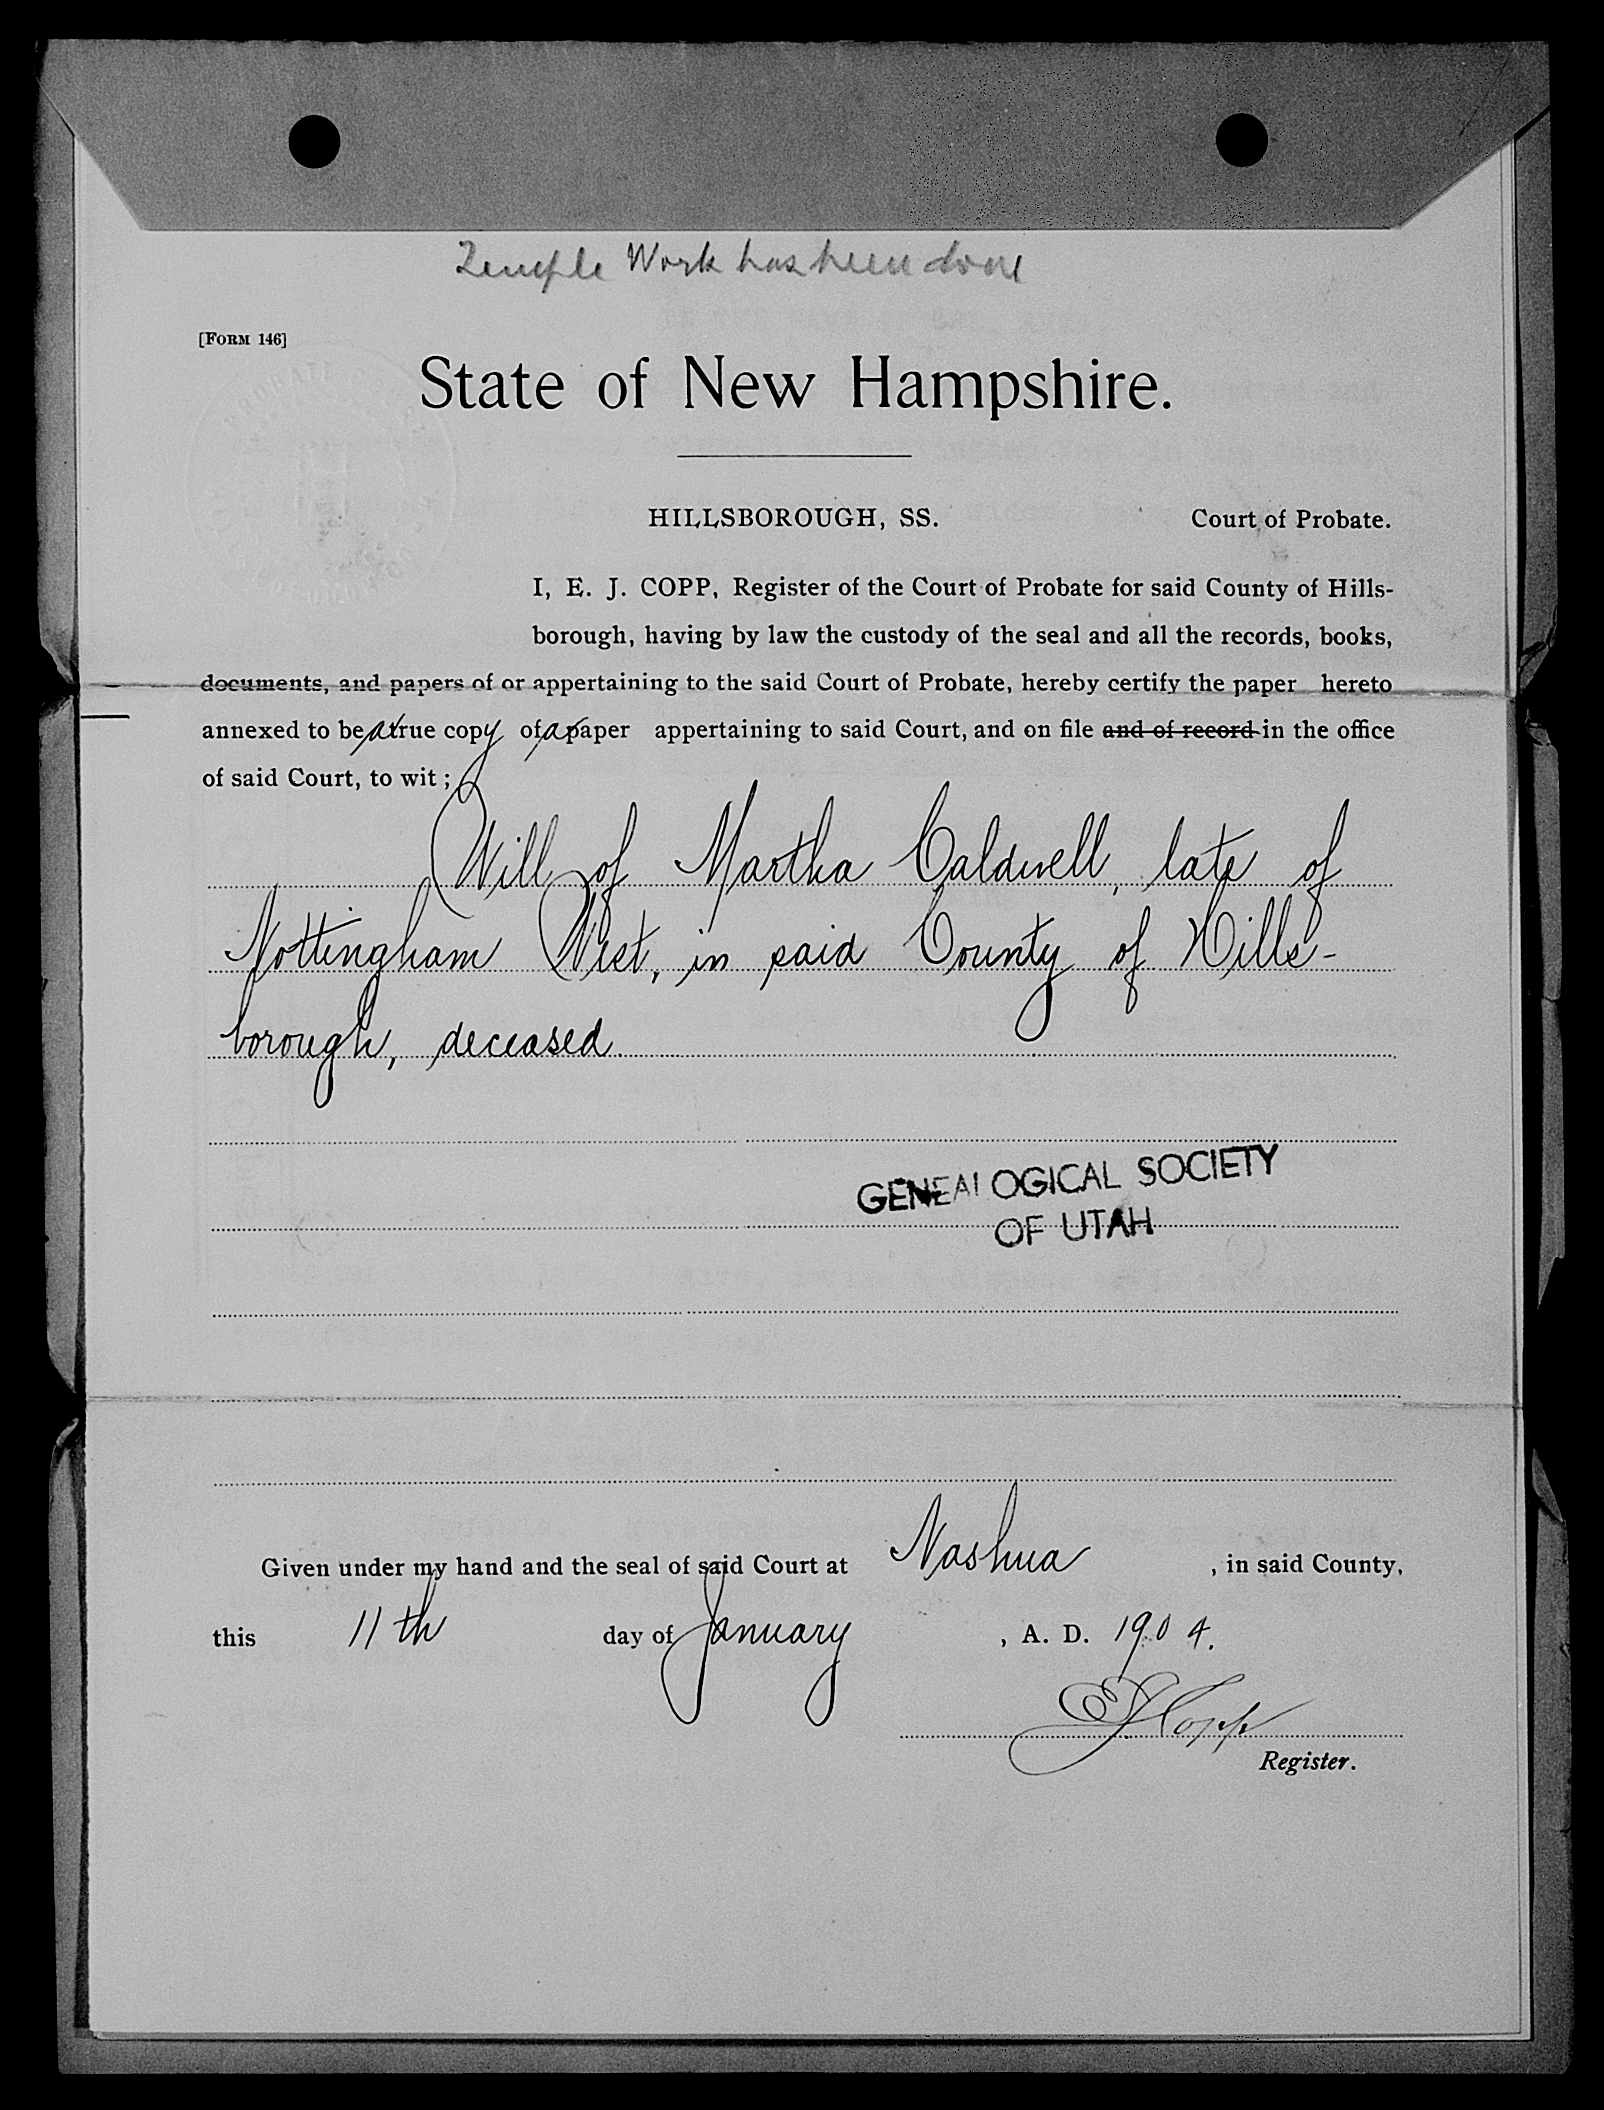 Temple Work has been done
[FORM 146]
State of New Hampshire.
HILLSBOROUGH, SS. Court of Probate.
I, E. J. COPP, Register of the Court of Probate for said County of Hills-
borough, having by law the custody of the seal and all the records, books,
documents, and papers of or appertaining to the said Court of Probate, hereby certify the paper hereto
annexed to be a true copy of a paper appertaining to said Court, and on file and of record in the office
of said Court, to wit;
Will of Martha Caldwell, late of
Nottingham West, in said County of Hills-
borough, deceased.
GENEALOGICAL SOCIETY
OF UTAH
Given under my hand and the seal of said Court at Nashua, in said County,
this 11th day of January, A. D. 1904.
E J Copp
Register.